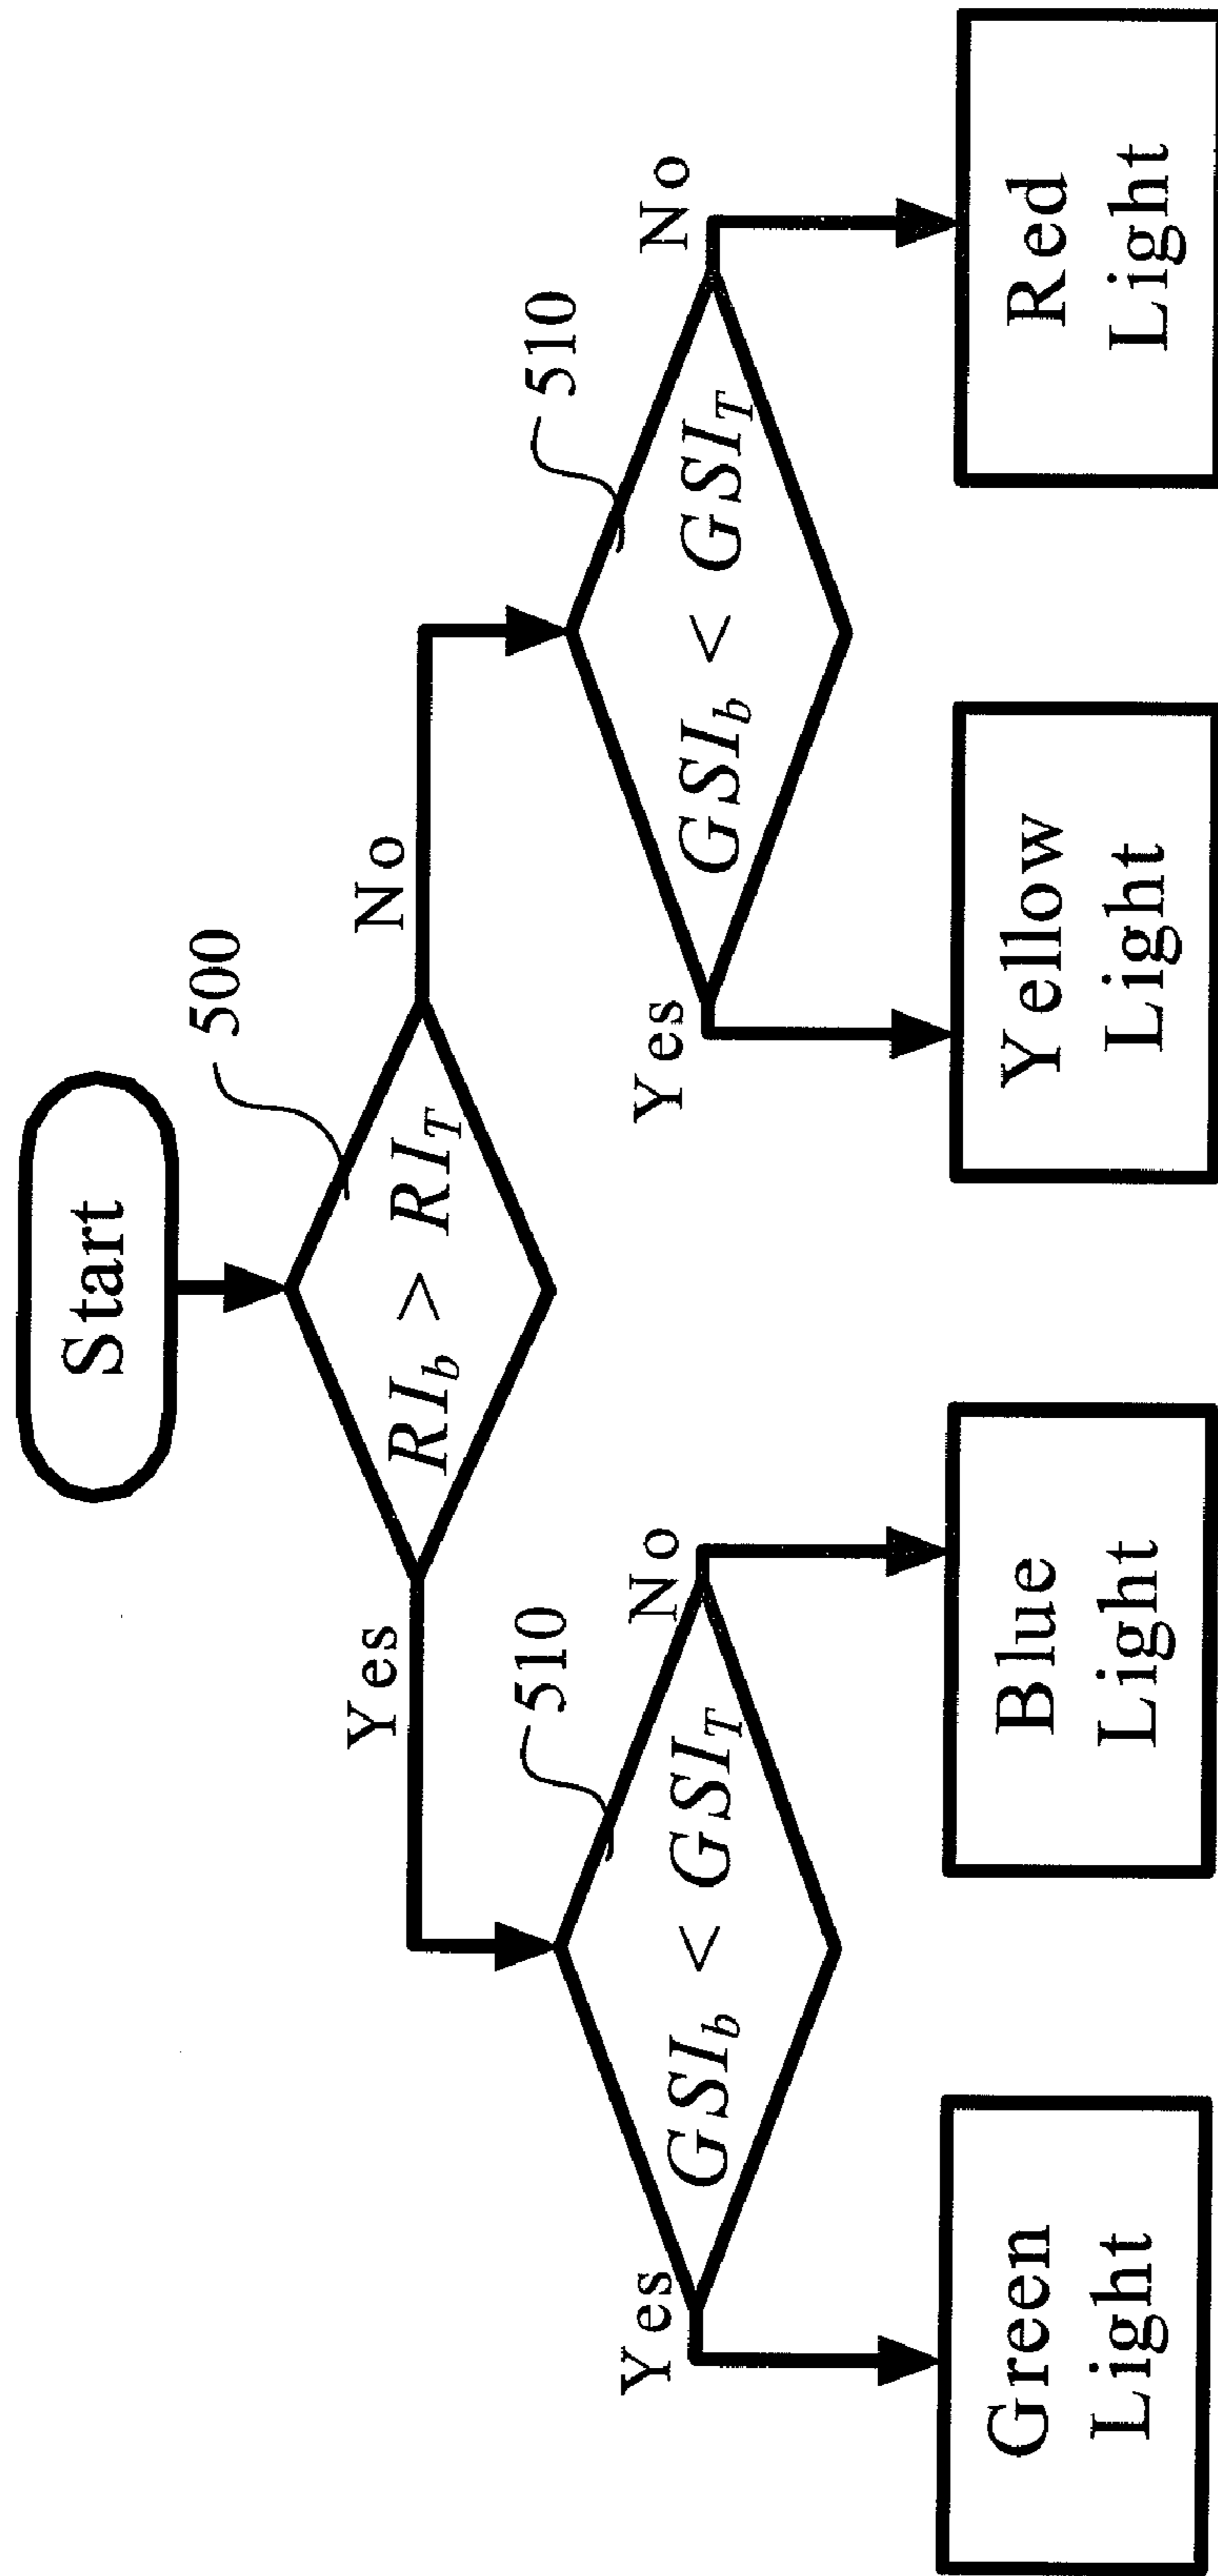 Start
500
RI_b > RI_T
Yes
No
510
510
GSI_b < GSI_T
GSI_b < GSI_T
Yes
No
Yes
No
Green
Light
Blue
Light
Yellow
Light
Red
Light